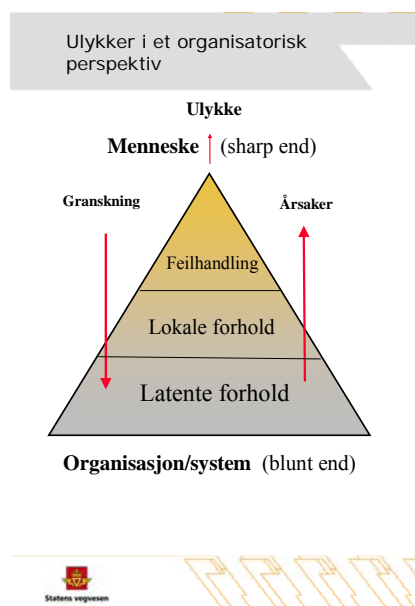 Ulykker i et organisatorisk
perspektiv
Ulykke
Menneske (sharp end)
Granskning
Årsaker
Feilhandling
Lokale forhold
Latente forhold
Organisasjon/system (blunt end)
Statens vegvesen